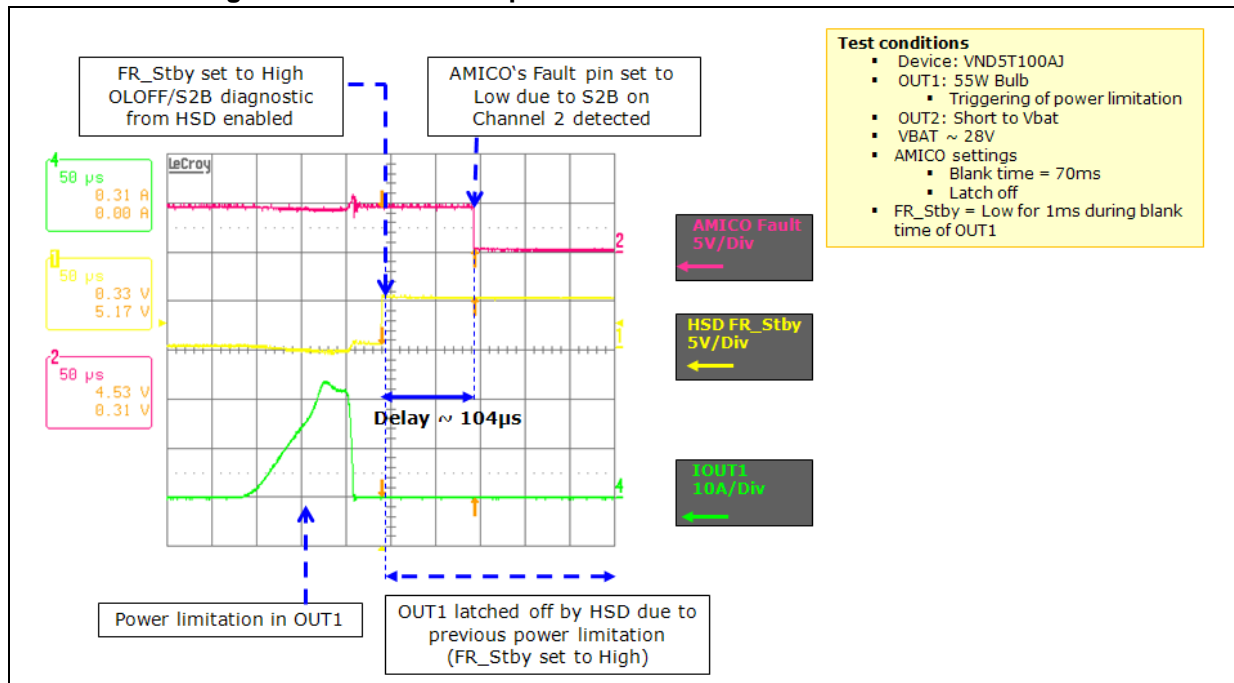 FR_Stby set to High
OLOFF/S2B diagnostic
from HSD enabled
AMICO‘s Fault pin set to
Low due to S2B on
Channel 2 detected
Test conditions
▪ Device: VND5T100AJ
▪ OUT1: 55W Bulb
▪ Triggering of power limitation
▪ OUT2: Short to Vbat
▪ VBAT ~ 28V
▪ AMICO settings
▪ Blank time = 70ms
▪ Latch off
▪ FR_Stby = Low for 1ms during blank
time of OUT1
LeCroy
4
50 µs
0.31 A
0.00 A
1
50 µs
0.33 V
5.17 V
2
50 µs
4.53 V
0.31 V
2
1
4
Delay ~ 104µs
AMICO Fault
5V/Div
HSD FR_Stby
5V/Div
IOUT1
10A/Div
Power limitation in OUT1
OUT1 latched off by HSD due to
previous power limitation
(FR_Stby set to High)